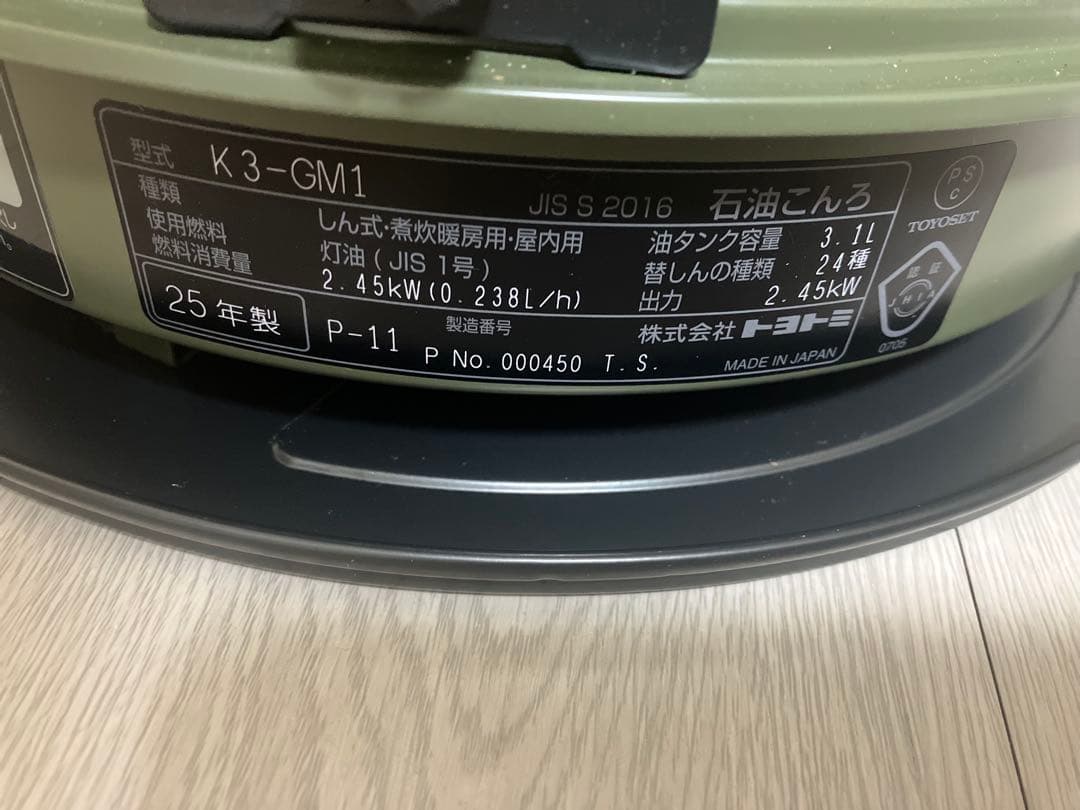 型式 K3-GM1
JIS S 2016 石油こんろ
種類 しん式・煮炊暖房用・屋内用
使用燃料 灯油(JIS 1号)
燃料消費量 2.45kW(0.238L/h)
油タンク容量 3.1L
替しんの種類 24種
出力 2.45kW
25年製
P-11 製造番号
P No.000450 T.S.
株式会社トヨトミ
MADE IN JAPAN
PS
C
TOYOSET
認証
JHIA
0705